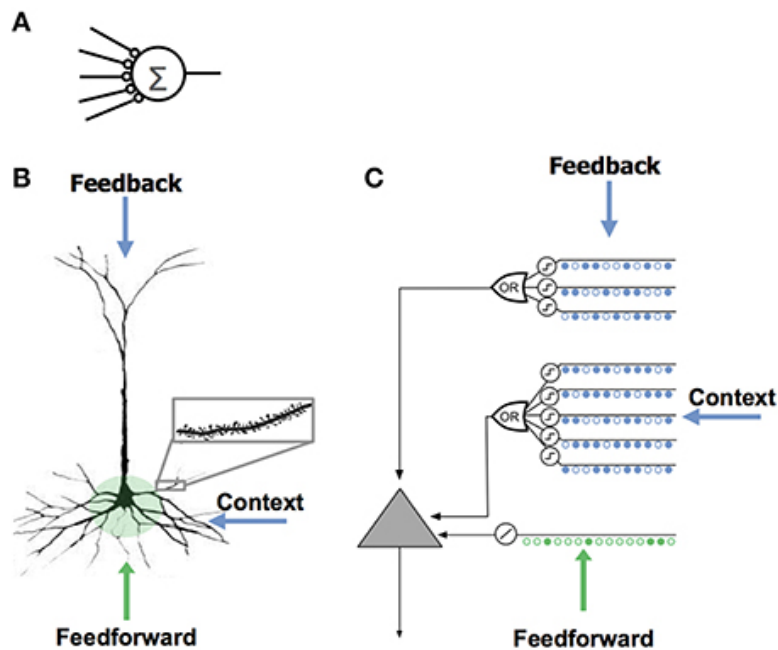 A
Σ
B
Feedback
Context
Feedforward
C
Feedback
OR
OR
Context
Feedforward